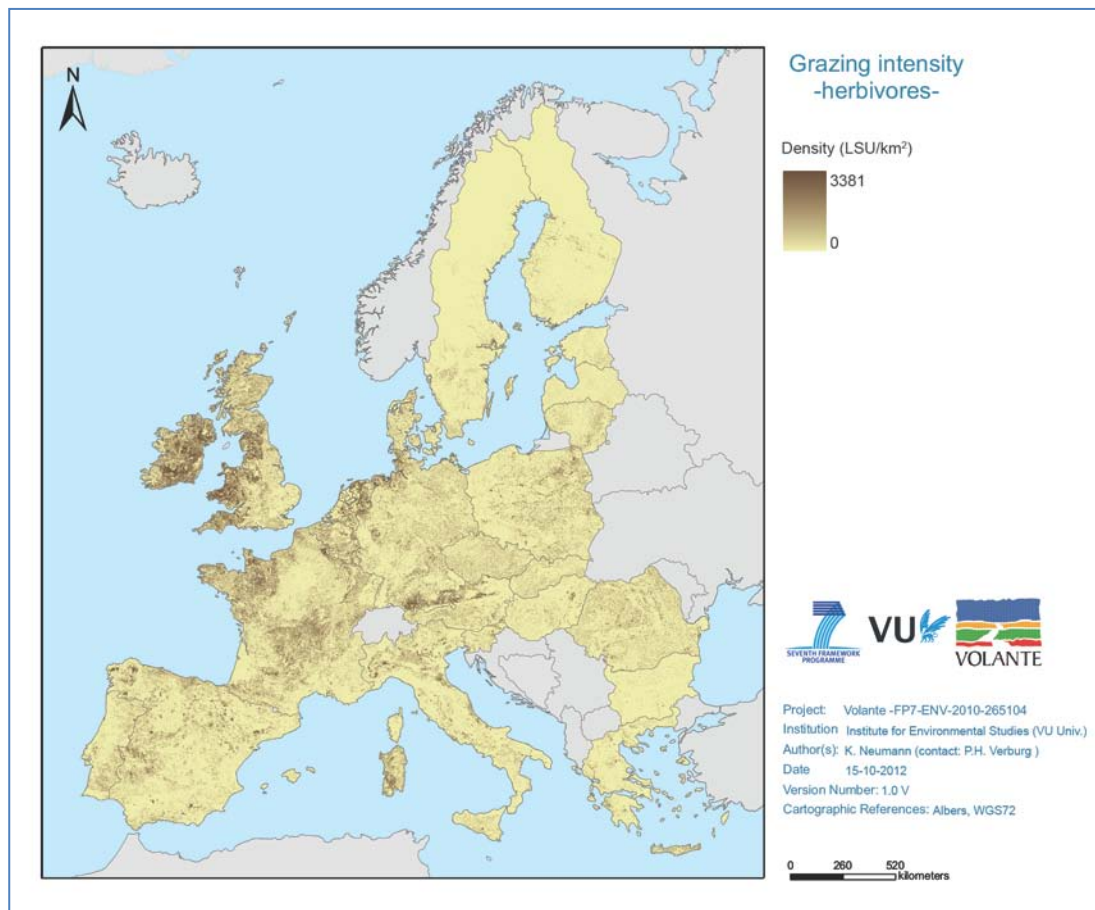 N
Grazing intensity
-herbivores-
Density (LSU/km²)
3381
0
SEVENTH FRAMEWORK
PROGRAMME
VU
VOLANTE
Project: Volante -FP7-ENV-2010-265104
Institution Institute for Environmental Studies (VU Univ.)
Author(s): K. Neumann (contact: P.H. Verburg )
Date 15-10-2012
Version Number: 1.0 V
Cartographic References: Albers, WGS72
0 260 520
kilometers